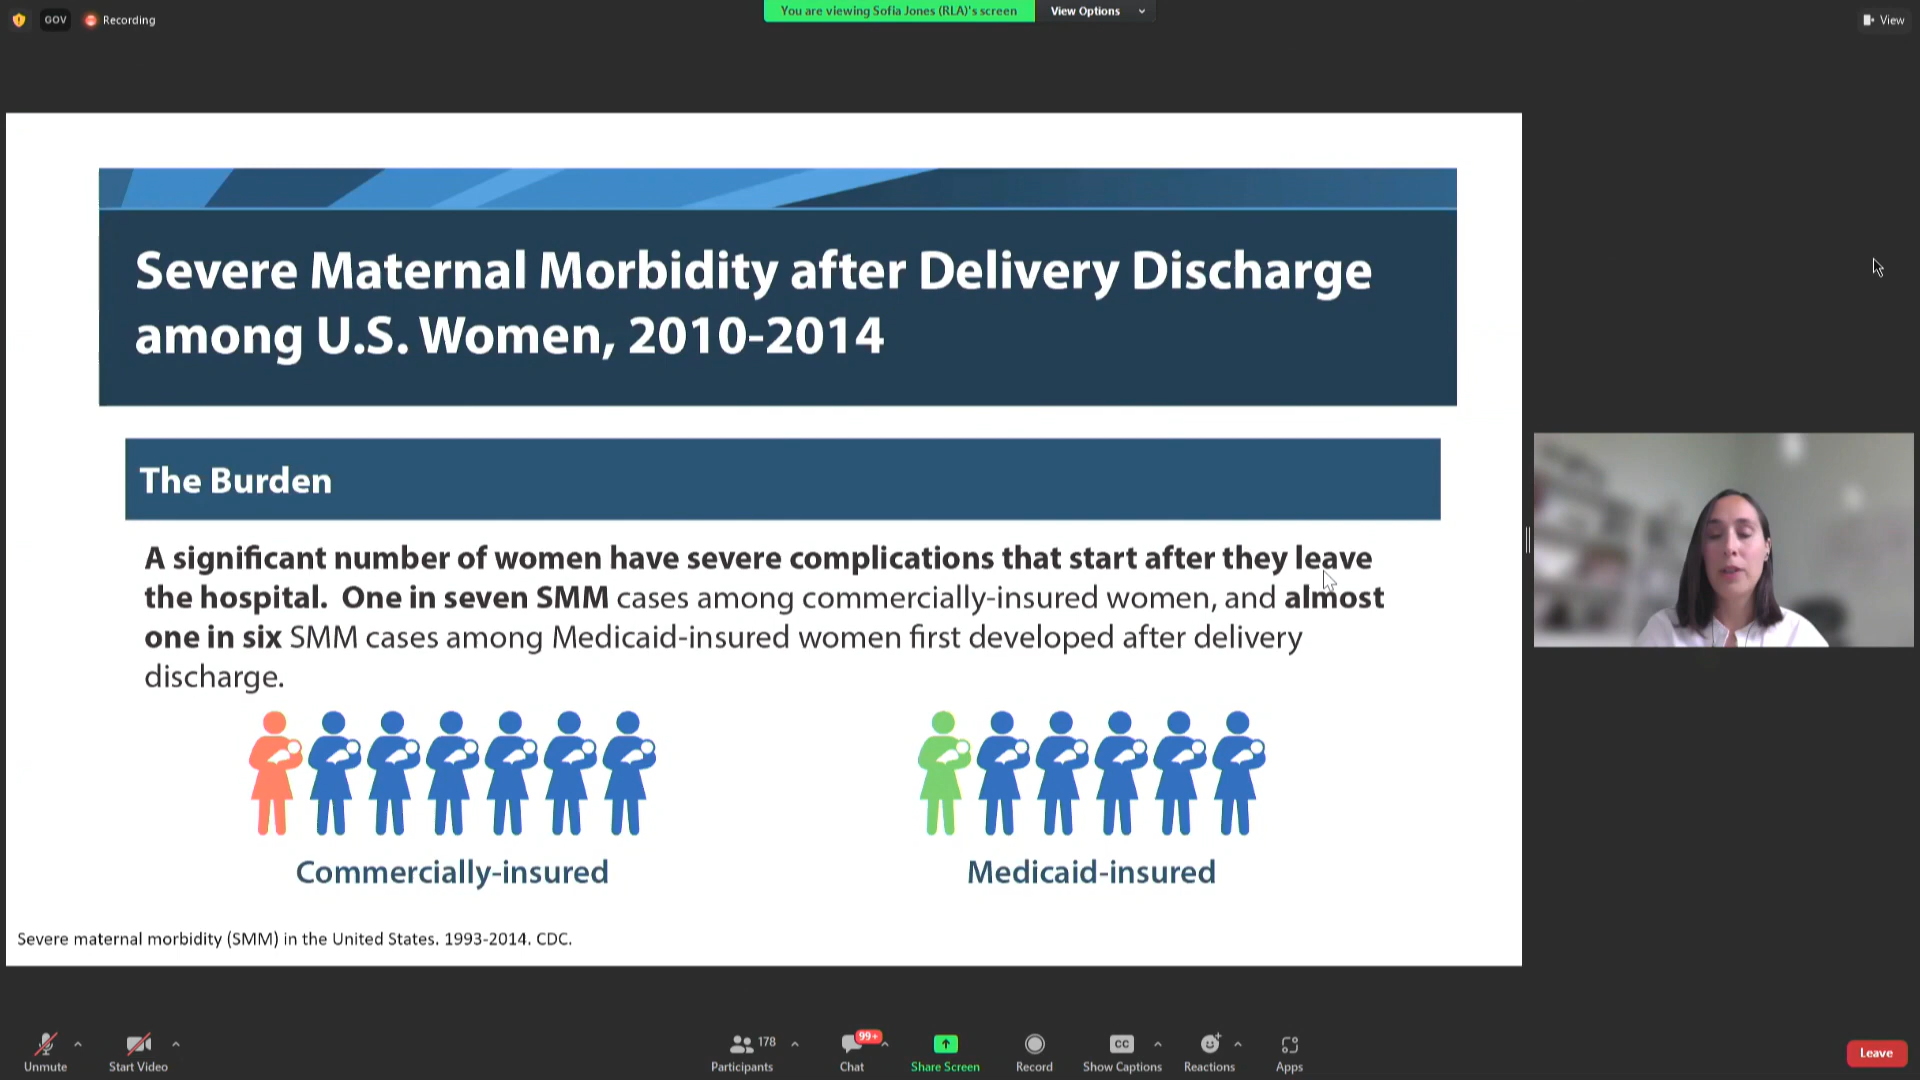 GOV
Recording
You are viewing Sofia Jones (RLA)'s screen
View Options
View
Severe Maternal Morbidity after Delivery Discharge
among U.S. Women, 2010-2014
The Burden
A significant number of women have severe complications that start after they leave
the hospital.  One in seven SMM cases among commercially-insured women, and almost
one in six SMM cases among Medicaid-insured women first developed after delivery
discharge.
Commercially-insured
Medicaid-insured
Severe maternal morbidity (SMM) in the United States. 1993-2014. CDC.
Unmute
Start Video
178
Participants
99+
Chat
Share Screen
Record
CC
Show Captions
Reactions
Apps
Leave